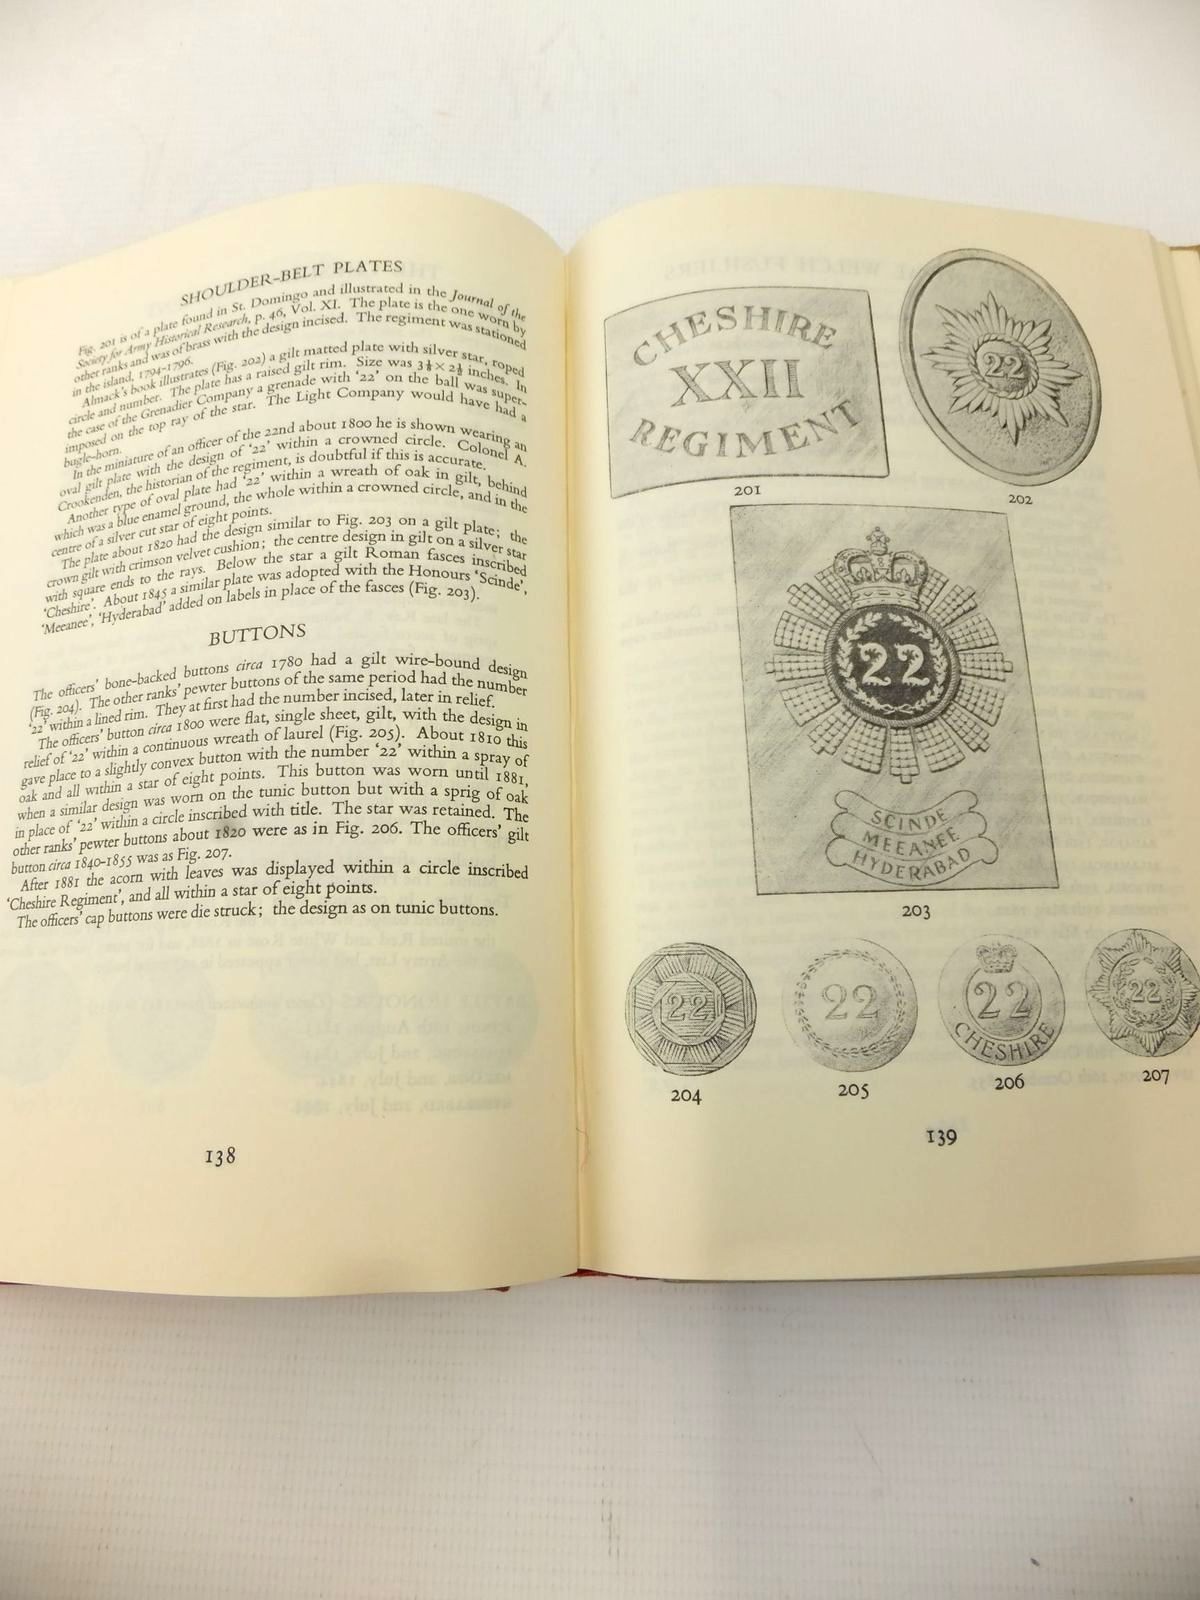 SHOULDER-BELT PLATES
Fig. 201 is of a plate found in St. Domingo and illustrated in the Journal of the
Society for Army Historical Research, p. 46, Vol. XI. The plate is the one worn by
other ranks and was of brass with the design incised. The regiment was stationed
in the island, 1794-1796.
Almack's book illustrates (Fig. 202) a gilt matted plate with silver star, roped
circle and number. The plate has a raised gilt rim. Size was 3⅛ × 2½ inches. In
the case of the Grenadier Company a grenade with '22' on the ball was super-
imposed on the top ray of the star. The Light Company would have had a
bugle-horn.
In the miniature of an officer of the 22nd about 1800 he is shown wearing an
oval gilt plate with the design of '22' within a crowned circle. Colonel A.
Crookenden, the historian of the regiment, is doubtful if this is accurate.
Another type of oval plate had '22' within a wreath of oak in gilt, behind
which was a blue enamel ground, the whole within a crowned circle, and in the
centre of a silver cut star of eight points.
The plate about 1820 had the design similar to Fig. 203 on a gilt plate; the
crown gilt with crimson velvet cushion; the centre design in gilt on a silver star
with square ends to the rays. Below the star a gilt Roman fasces inscribed
'Cheshire'. About 1845 a similar plate was adopted with the Honours 'Scinde',
'Meeanee', 'Hyderabad' added on labels in place of the fasces (Fig. 203).
BUTTONS
The officers' bone-backed buttons circa 1780 had a gilt wire-bound design
(Fig. 204). The other ranks' pewter buttons of the same period had the number
'22' within a lined rim. They at first had the number incised, later in relief.
The officers' button circa 1800 were flat, single sheet, gilt, with the design in
relief of '22' within a continuous wreath of laurel (Fig. 205). About 1810 this
gave place to a slightly convex button with the number '22' within a spray of
oak and all within a star of eight points. This button was worn until 1881,
when a similar design was worn on the tunic button but with a sprig of oak
in place of '22' within a circle inscribed with title. The star was retained. The
other ranks' pewter buttons about 1820 were as in Fig. 206. The officers' gilt
button circa 1840-1855 was as Fig. 207.
After 1881 the acorn with leaves was displayed within a circle inscribed
'Cheshire Regiment', and all within a star of eight points.
The officers' cap buttons were die struck; the design as on tunic buttons.
138
CHESHIRE
XXII
REGIMENT
201
22
202
22
SCINDE
MEEANEE
HYDERABAD
203
22
204
22
205
22
CHESHIRE
206
22
207
139